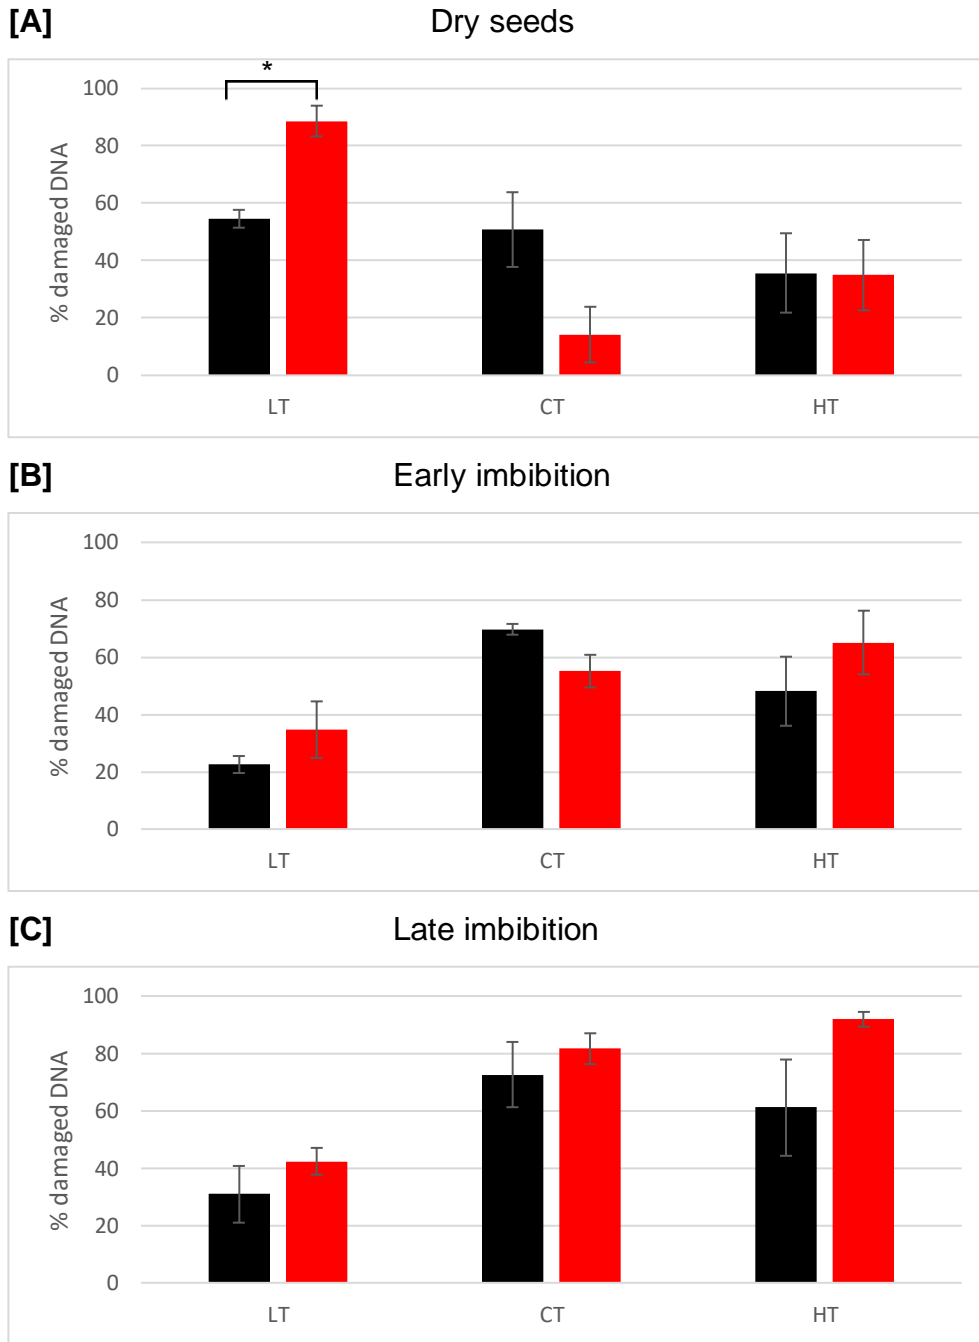 [A] Dry seeds
*
100
80
60
40
20
0
% damaged DNA
LT CT HT
[B] Early imbibition
100
80
60
40
20
0
% damaged DNA
LT CT HT
[C] Late imbibition
100
80
60
40
20
0
% damaged DNA
LT CT HT